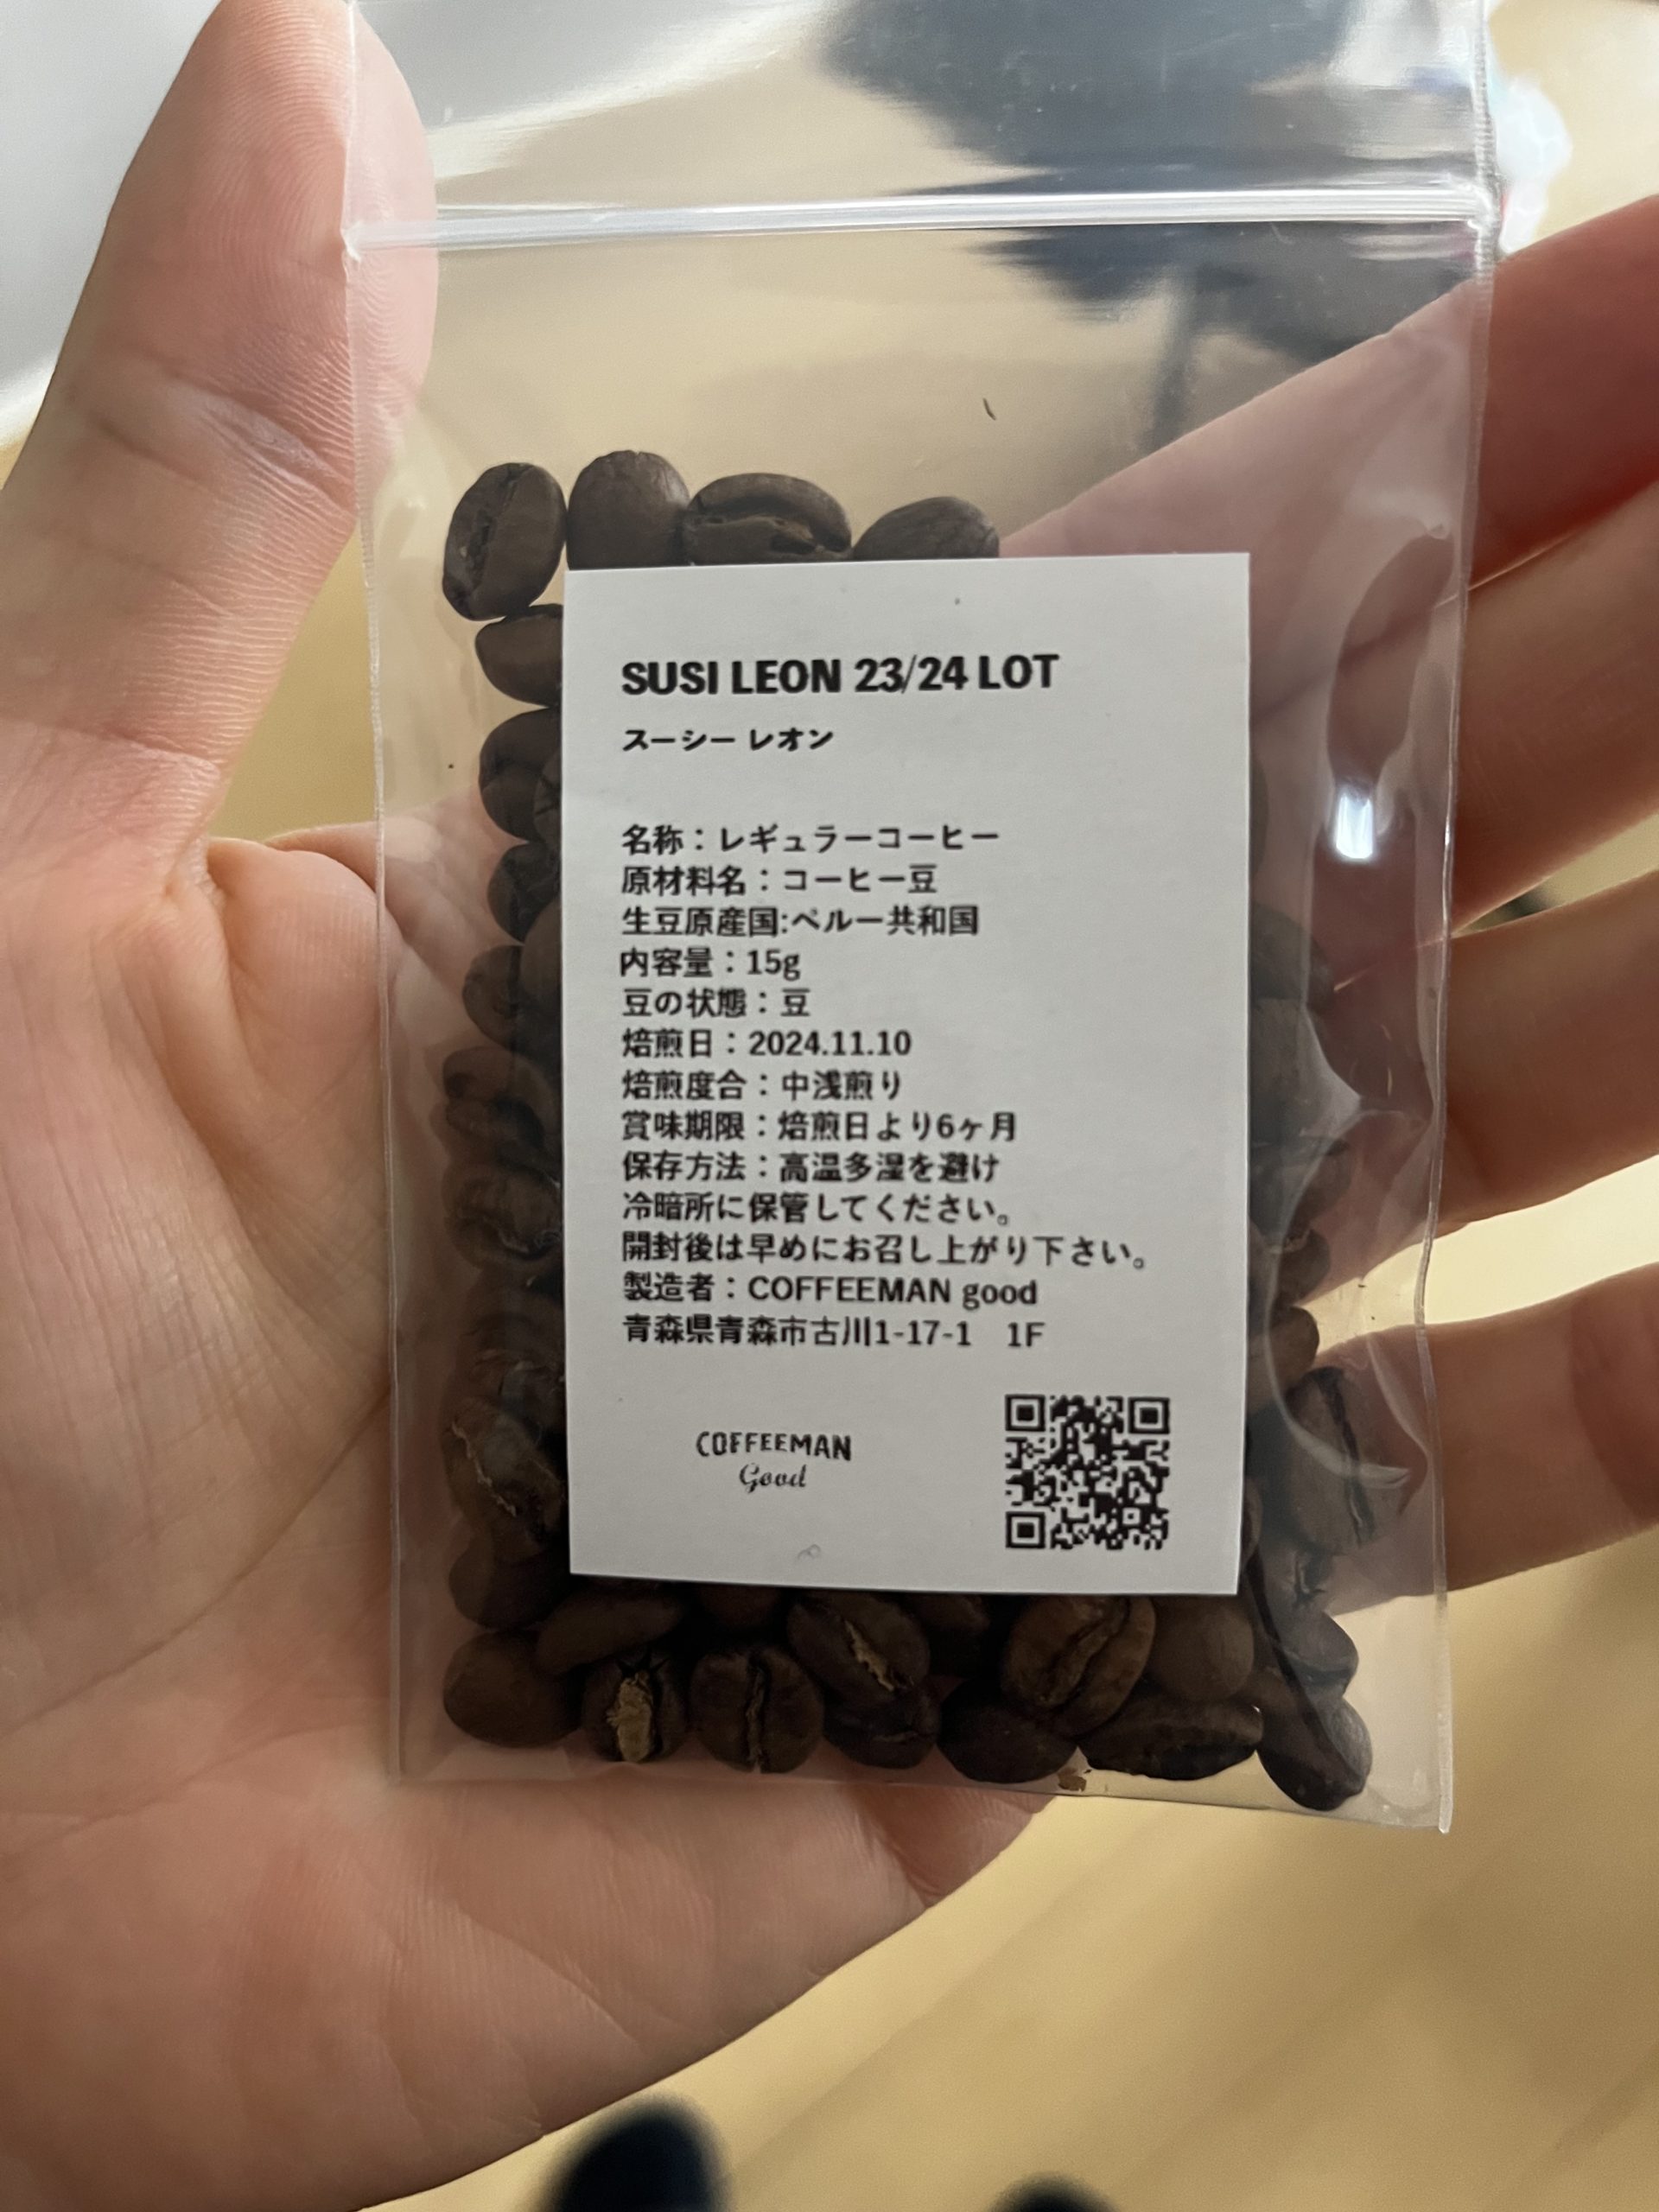 SUSI LEON 23/24 LOT
スーシー レオン
名称：レギュラーコーヒー
原材料名：コーヒー豆
生豆原産国:ペルー共和国
内容量：15g
豆の状態：豆
焙煎日：2024.11.10
焙煎度合：中浅煎り
賞味期限：焙煎日より6ヶ月
保存方法：高温多湿を避け
冷暗所に保管してください。
開封後は早めにお召し上がり下さい。
製造者：COFFEEMAN good
青森県青森市古川1-17-1　1F
COFFEEMAN
Good